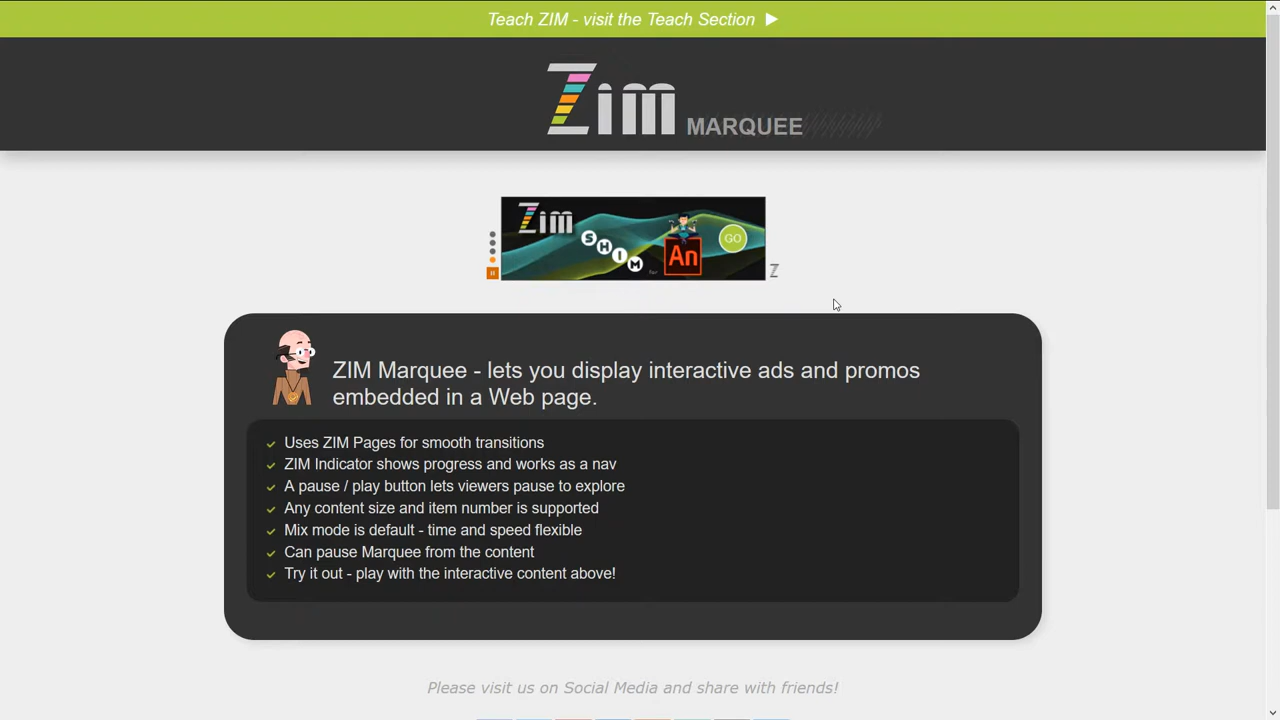 Teach ZIM - visit the Teach Section
Zim MARQUEE
Zim
SHIM for An GO
Z
ZIM Marquee - lets you display interactive ads and promos
embedded in a Web page.
Uses ZIM Pages for smooth transitions
ZIM Indicator shows progress and works as a nav
A pause / play button lets viewers pause to explore
Any content size and item number is supported
Mix mode is default - time and speed flexible
Can pause Marquee from the content
Try it out - play with the interactive content above!
Please visit us on Social Media and share with friends!